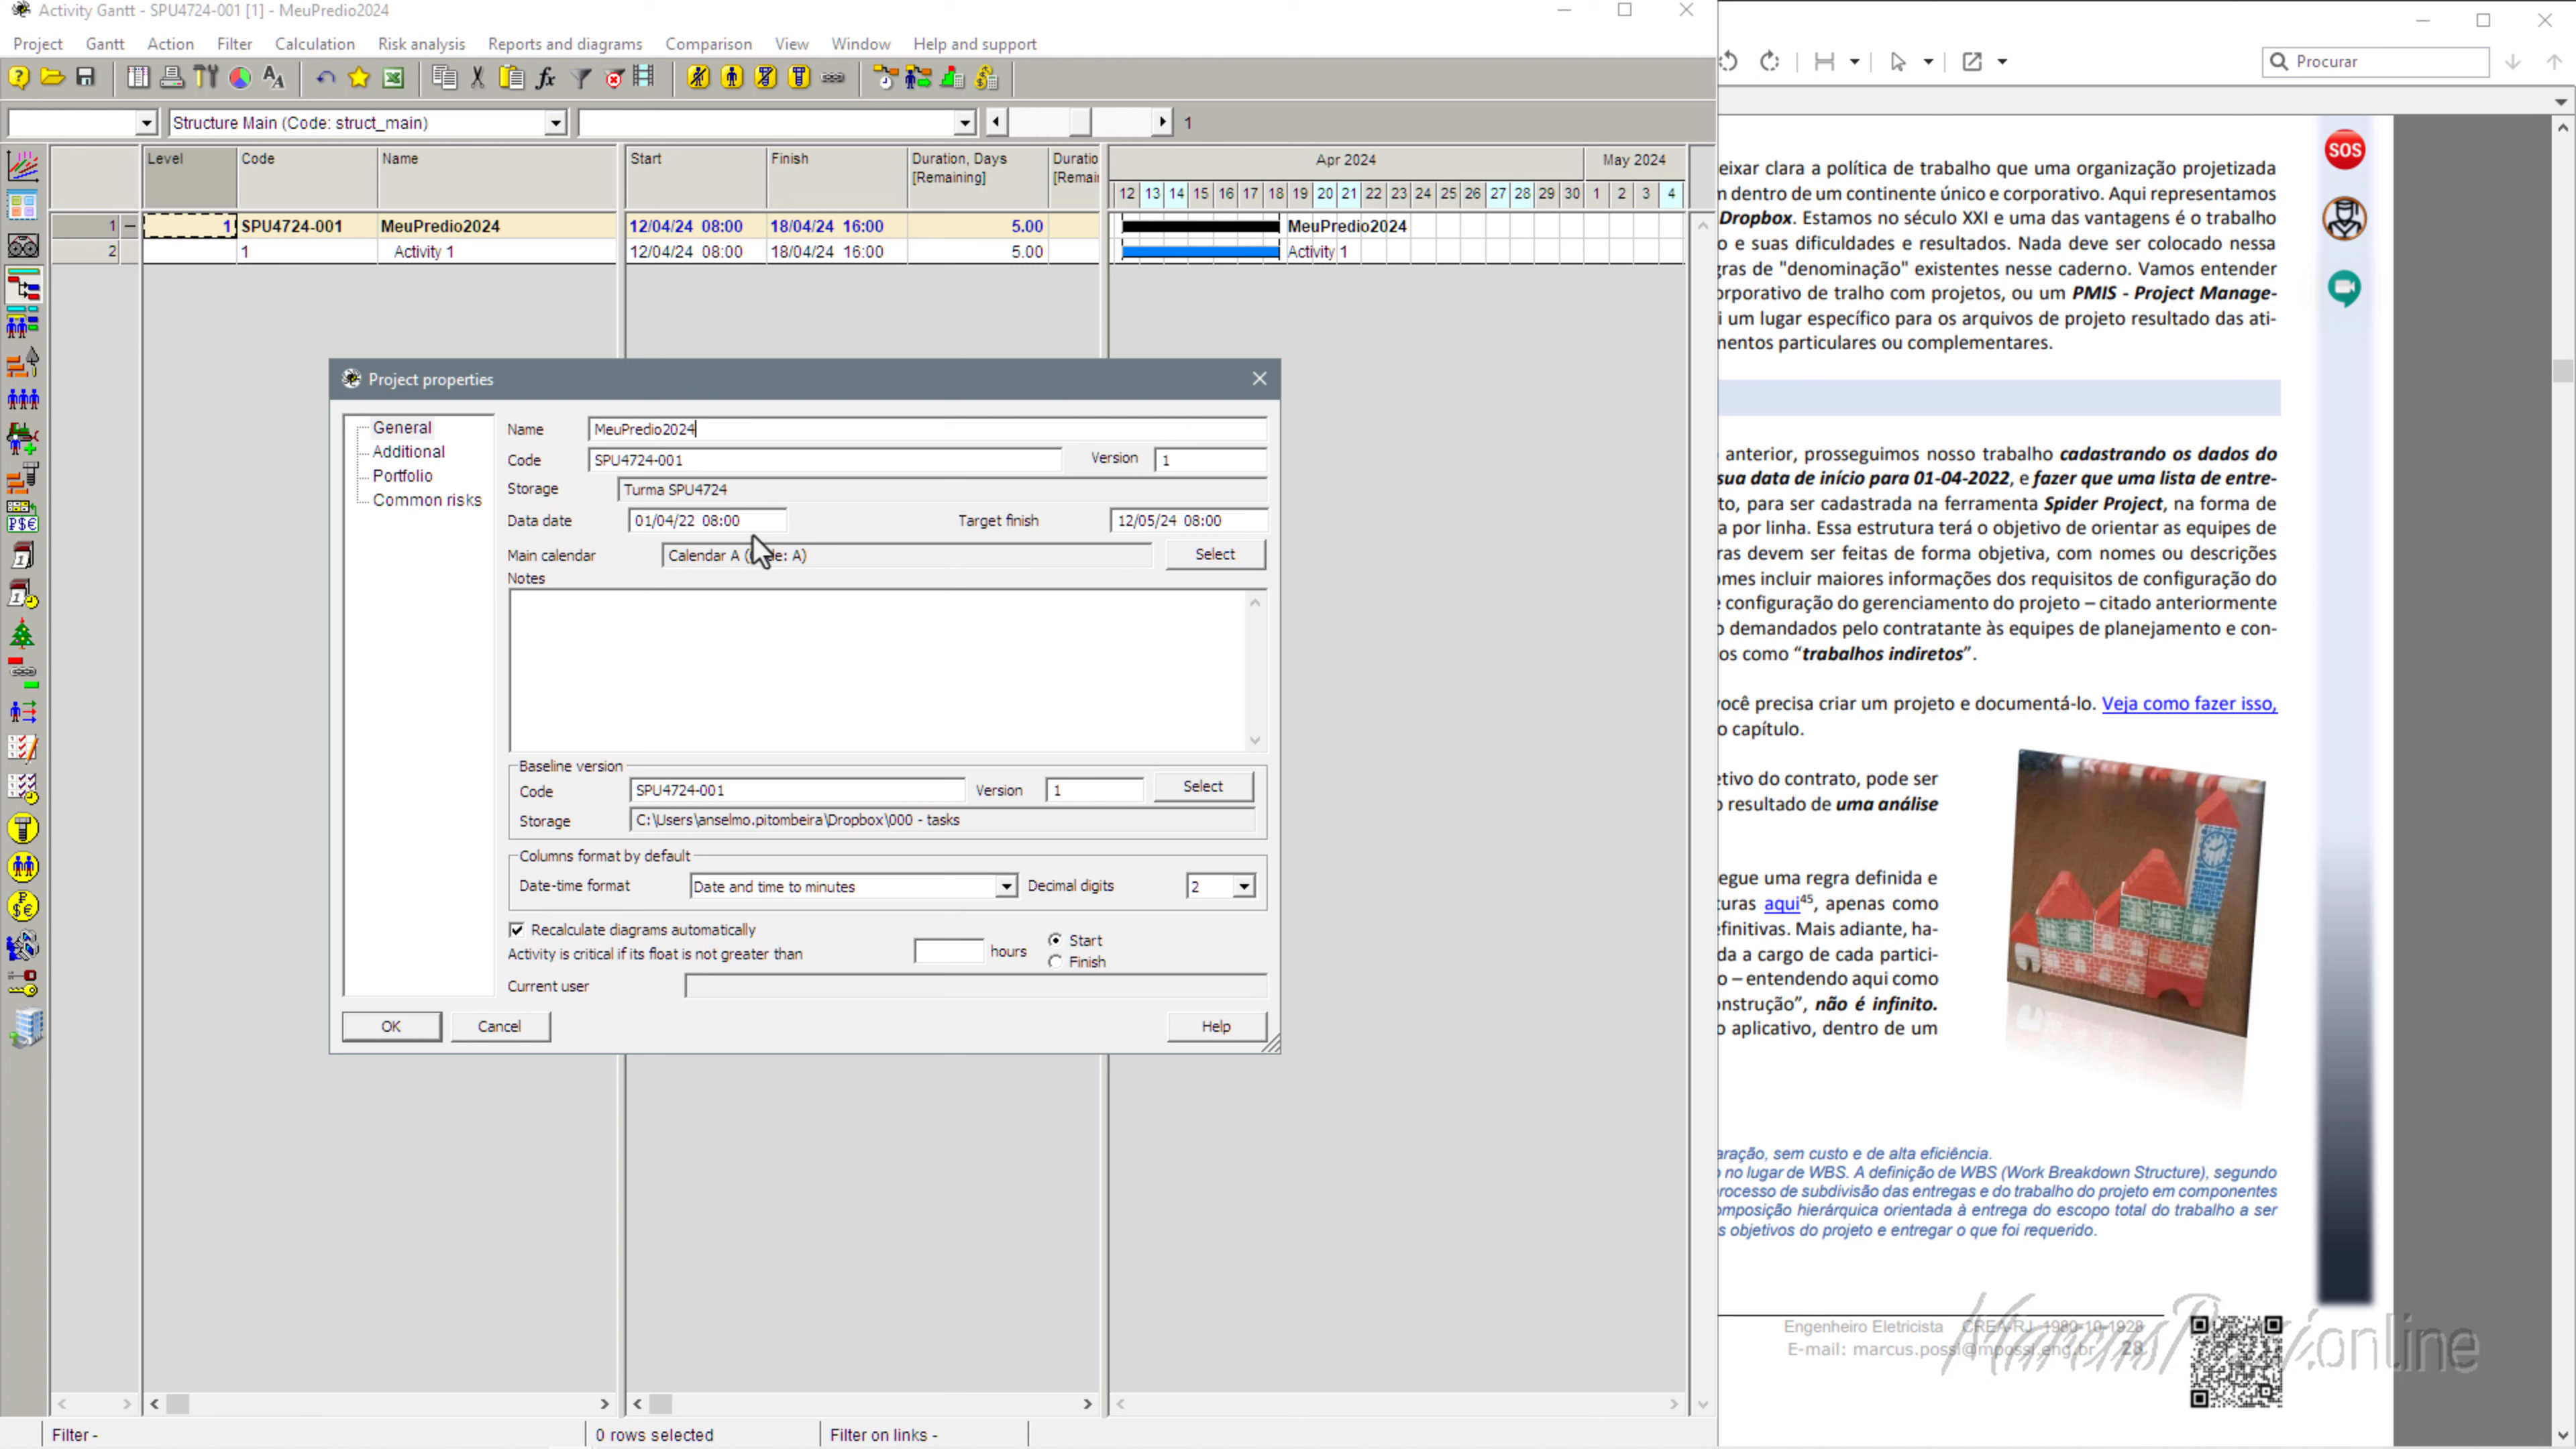 Activity Gantt - SPU4724-001 [1] - MeuPredio2024
Project Gantt Action Filter Calculation Risk analysis Reports and diagrams Comparison View Window Help and support
Structure Main (Code: struct_main)
1
Level Code Name Start Finish Duration, Days [Remaining] Duratio [Remai Apr 2024 May 2024
12 13 14 15 16 17 18 19 20 21 22 23 24 25 26 27 28 29 30 1 2 3 4
1 1 SPU4724-001 MeuPredio2024 12/04/24 08:00 18/04/24 16:00 5.00 MeuPredio2024
2 1 Activity 1 12/04/24 08:00 18/04/24 16:00 5.00 Activity 1
Project properties
General
Additional
Portfolio
Common risks
Name MeuPredio2024
Code SPU4724-001 Version 1
Storage Turma SPU4724
Data date 01/04/22 08:00 Target finish 12/05/24 08:00
Main calendar Calendar A ( A) Select
Notes
Baseline version
Code SPU4724-001 Version 1 Select
Storage C:\Users\anselmo.pitombeira\Dropbox\000 - tasks
Columns format by default
Date-time format Date and time to minutes Decimal digits 2
Recalculate diagrams automatically
Activity is critical if its float is not greater than hours Start
Finish
Current user
OK Cancel Help
Filter - 0 rows selected Filter on links -
Procurar
SOS
eixar clara a política de trabalho que uma organização projetizada
n dentro de um continente único e corporativo. Aqui representamos
Dropbox. Estamos no século XXI e uma das vantagens é o trabalho
o e suas dificuldades e resultados. Nada deve ser colocado nessa
gras de "denominação" existentes nesse caderno. Vamos entender
orporativo de tralho com projetos, ou um PMIS - Project Manage-
i um lugar específico para os arquivos de projeto resultado das ati-
mentos particulares ou complementares.
anterior, prosseguimos nosso trabalho cadastrando os dados do
sua data de início para 01-04-2022, e fazer que uma lista de entre-
to, para ser cadastrada na ferramenta Spider Project, na forma de
a por linha. Essa estrutura terá o objetivo de orientar as equipes de
ras devem ser feitas de forma objetiva, com nomes ou descrições
omes incluir maiores informações dos requisitos de configuração do
e configuração do gerenciamento do projeto – citado anteriormente
o demandados pelo contratante às equipes de planejamento e con-
os como “trabalhos indiretos”.
você precisa criar um projeto e documentá-lo. Veja como fazer isso,
o capítulo.
etivo do contrato, pode ser
o resultado de uma análise
egue uma regra definida e
turas aqui45, apenas como
efinitivas. Mais adiante, ha-
da a cargo de cada partici-
o – entendendo aqui como
onstrução”, não é infinito.
o aplicativo, dentro de um
aração, sem custo e de alta eficiência.
o no lugar de WBS. A definição de WBS (Work Breakdown Structure), segundo
rocesso de subdivisão das entregas e do trabalho do projeto em componentes
omposição hierárquica orientada à entrega do escopo total do trabalho a ser
s objetivos do projeto e entregar o que foi requerido.
Engenheiro Eletricista CREA-RJ 1980-10-1928
E-mail: marcus.possi@mpossi.eng.br 28
MarcusPossi.online